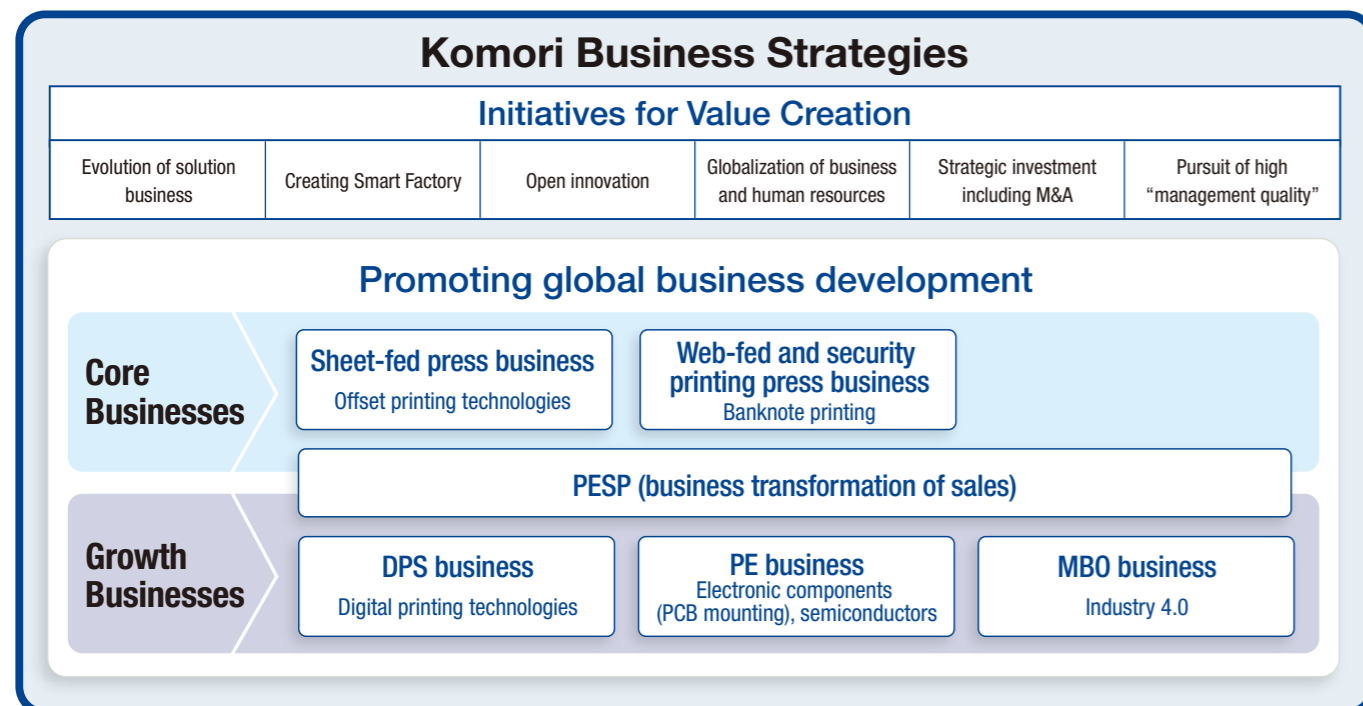 Komori Business Strategies
Initiatives for Value Creation
Evolution of solution
business
Creating Smart Factory
Open innovation
Globalization of business
and human resources
Strategic investment
including M&A
Pursuit of high
“management quality”
Promoting global business development
Core
Businesses
Sheet-fed press business
Offset printing technologies
Web-fed and security
printing press business
Banknote printing
PESP (business transformation of sales)
Growth
Businesses
DPS business
Digital printing technologies
PE business
Electronic components
(PCB mounting), semiconductors
MBO business
Industry 4.0